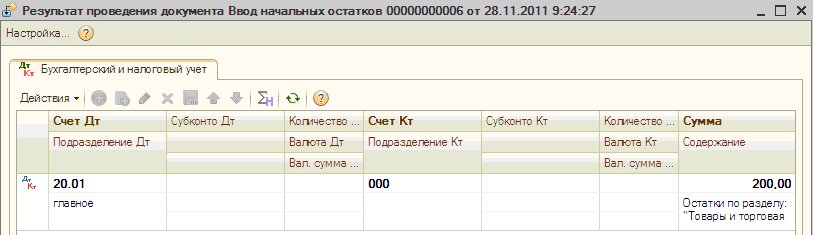 Результат проведения документа Ввод начальных остатков 00000000006 от 28.11.2011 9:24:27
Настройка...
Дт Кт Бухгалтерский и налоговый учет
Действия
Счет Дт Субконто Дт Количество ... Счет Кт Субконто Кт Количество ... Сумма
Подразделение Дт Валюта Дт Подразделение Кт Валюта Кт Содержание
Вал. сумма ... Вал. сумма ...
Дт Кт 20.01 000 200,00
главное Остатки по разделу:
"Товары и торговая